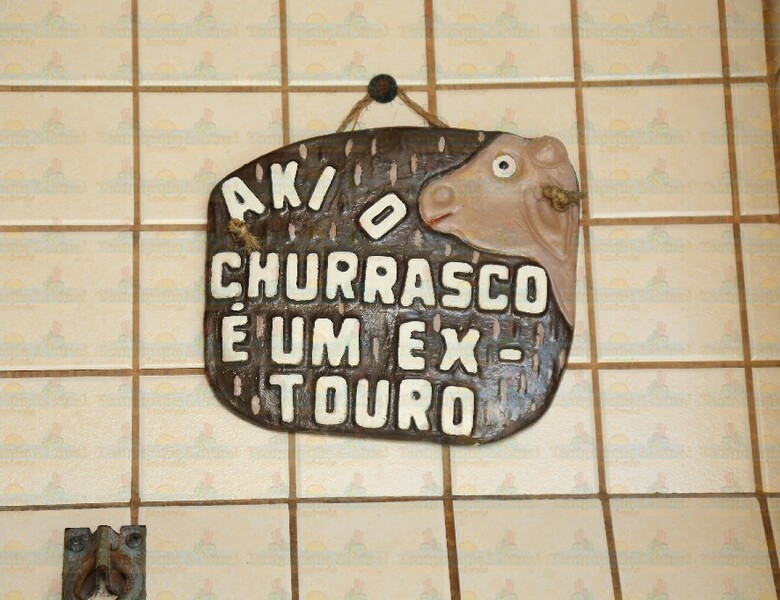 AKI O
CHURRASCO
É UM EX-
TOURO